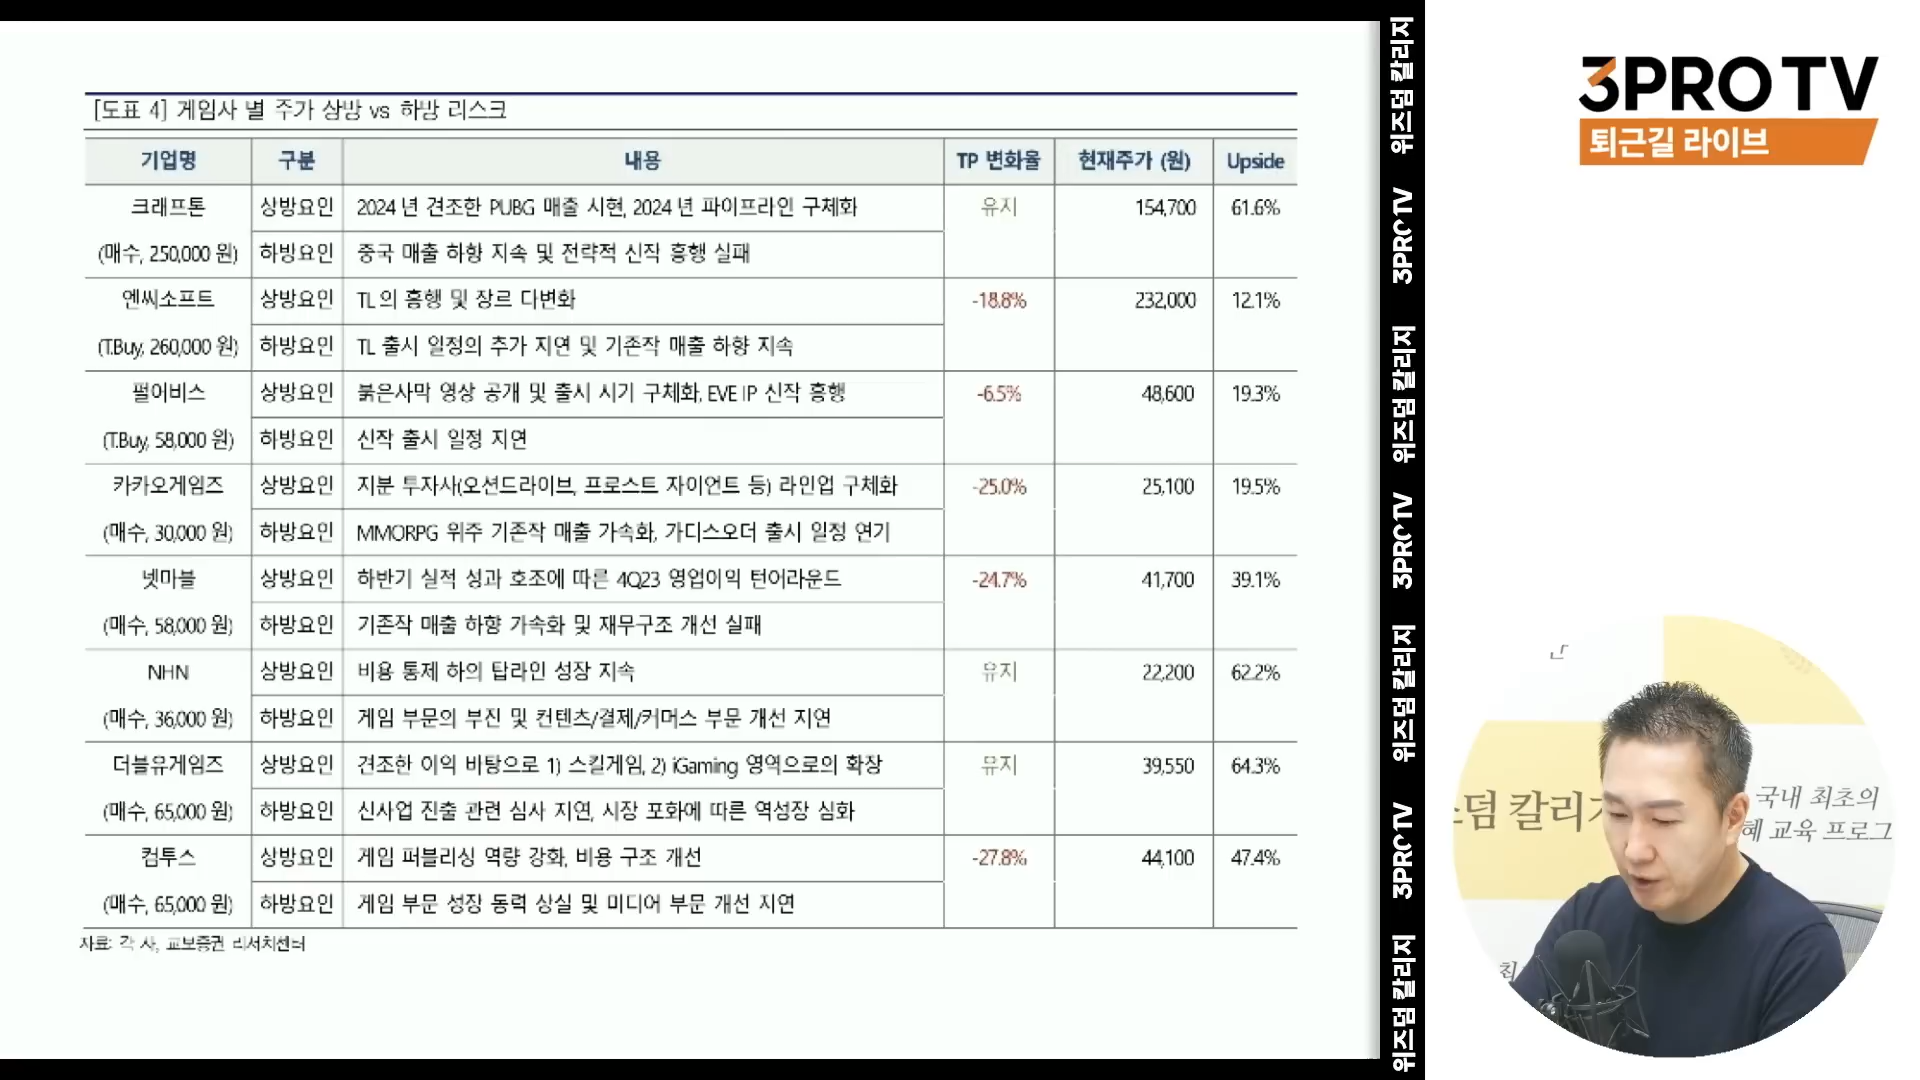 [도표 4] 게임사 별 주가 상방 vs 하방 리스크
기업명 구분 내용 TP 변화율 현재주가 (원) Upside
크래프톤 상방요인 2024년 견조한 PUBG 매출 시현, 2024년 파이프라인 구체화 유지 154,700 61.6%
(매수, 250,000 원) 하방요인 중국 매출 하향 지속 및 전략적 신작 흥행 실패
엔씨소프트 상방요인 TL의 흥행 및 장르 다변화 -18.8% 232,000 12.1%
(T.Buy, 260,000 원) 하방요인 TL 출시 일정의 추가 지연 및 기존작 매출 하향 지속
펄어비스 상방요인 붉은사막 영상 공개 및 출시 시기 구체화, EVE IP 신작 흥행 -6.5% 48,600 19.3%
(T.Buy, 58,000 원) 하방요인 신작 출시 일정 지연
카카오게임즈 상방요인 지분 투자사(오션드라이브, 프로스트 자이언트 등) 라인업 구체화 -25.0% 25,100 19.5%
(매수, 30,000 원) 하방요인 MMORPG 위주 기존작 매출 가속화, 가디스오더 출시 일정 연기
넷마블 상방요인 하반기 실적 성과 호조에 따른 4Q23 영업이익 턴어라운드 -24.7% 41,700 39.1%
(매수, 58,000 원) 하방요인 기존작 매출 하향 가속화 및 재무구조 개선 실패
NHN 상방요인 비용 통제 하의 탑라인 성장 지속 유지 22,200 62.2%
(매수, 36,000 원) 하방요인 게임 부문의 부진 및 컨텐츠/결제/커머스 부문 개선 지연
더블유게임즈 상방요인 견조한 이익 바탕으로 1) 스킬게임, 2) iGaming 영역으로의 확장 유지 39,550 64.3%
(매수, 65,000 원) 하방요인 신사업 진출 관련 심사 지연, 시장 포화에 따른 역성장 심화
컴투스 상방요인 게임 퍼블리싱 역량 강화, 비용 구조 개선 -27.8% 44,100 47.4%
(매수, 65,000 원) 하방요인 게임 부문 성장 동력 상실 및 미디어 부문 개선 지연
자료: 각 사, 교보증권 리서치센터
위즈덤 칼리지
3PRO TV
위즈덤 칼리지
3PRO TV
위즈덤 칼리지
3PRO TV
위즈덤 칼리지
3PRO TV
퇴근길 라이브
덤 칼리
국내 최초의
혜 교육 프로그
최